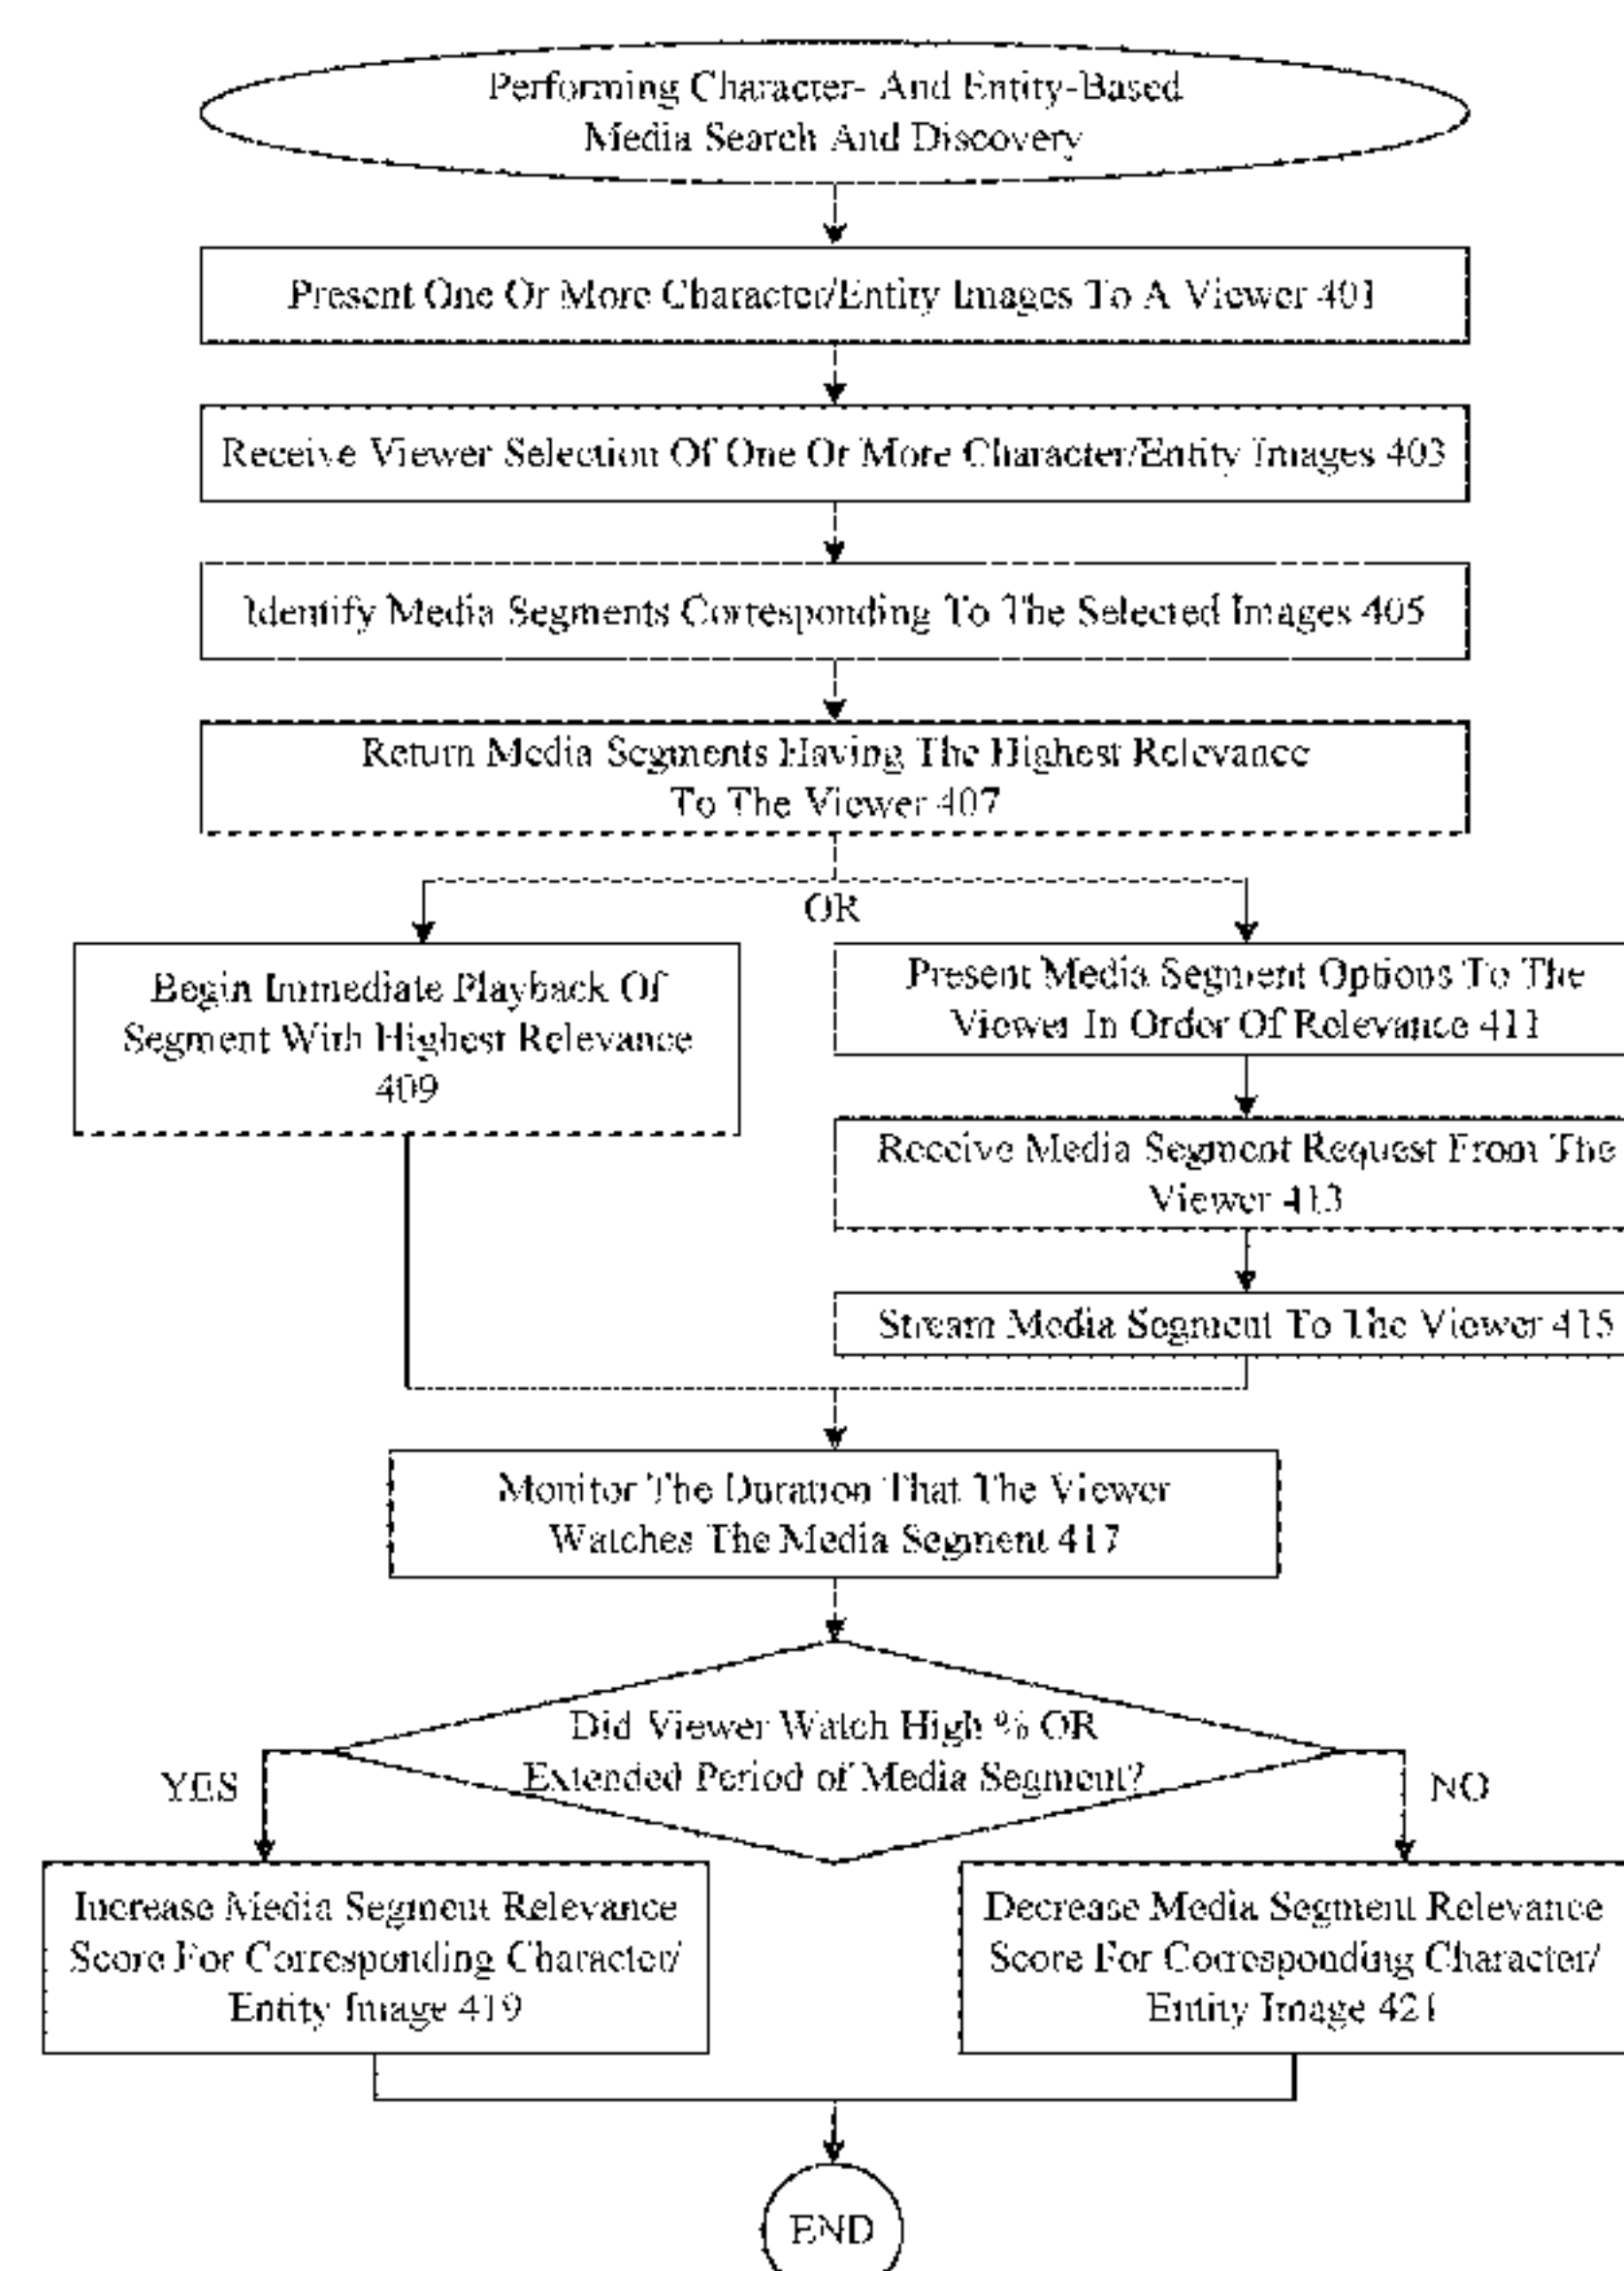 Performing Character- And Entity-Based
Media Search And Discovery
Present One Or More Character/Entity Images To A Viewer 401
Receive Viewer Selection Of One Or More Character/Entity Images 403
Identify Media Segments Corresponding To The Selected Images 405
Return Media Segments Having The Highest Relevance
To The Viewer 407
OR
Begin Immediate Playback Of
Segment With Highest Relevance
409
Present Media Segment Options To The
Viewer In Order Of Relevance 411
Receive Media Segment Request From The
Viewer 413
Stream Media Segment To The Viewer 415
Monitor The Duration That The Viewer
Watches The Media Segment 417
Did Viewer Watch High % OR
Extended Period of Media Segment?
YES
NO
Increase Media Segment Relevance
Score For Corresponding Character/
Entity Image 419
Decrease Media Segment Relevance
Score For Corresponding Character/
Entity Image 421
END